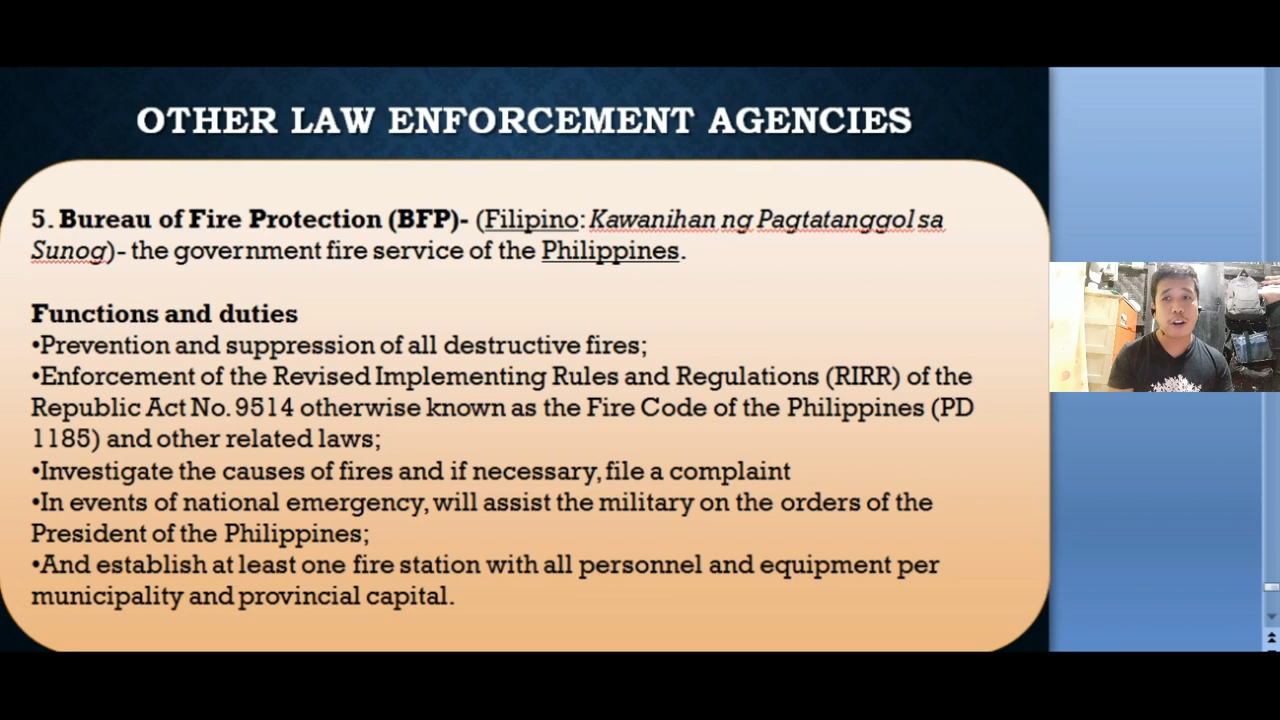 OTHER LAW ENFORCEMENT AGENCIES
5. Bureau of Fire Protection (BFP)- (Filipino: Kawanihan ng Pagtatanggol sa
Sunog)- the government fire service of the Philippines.
Functions and duties
•Prevention and suppression of all destructive fires;
•Enforcement of the Revised Implementing Rules and Regulations (RIRR) of the
Republic Act No. 9514 otherwise known as the Fire Code of the Philippines (PD
1185) and other related laws;
•Investigate the causes of fires and if necessary, file a complaint
•In events of national emergency, will assist the military on the orders of the
President of the Philippines;
•And establish at least one fire station with all personnel and equipment per
municipality and provincial capital.